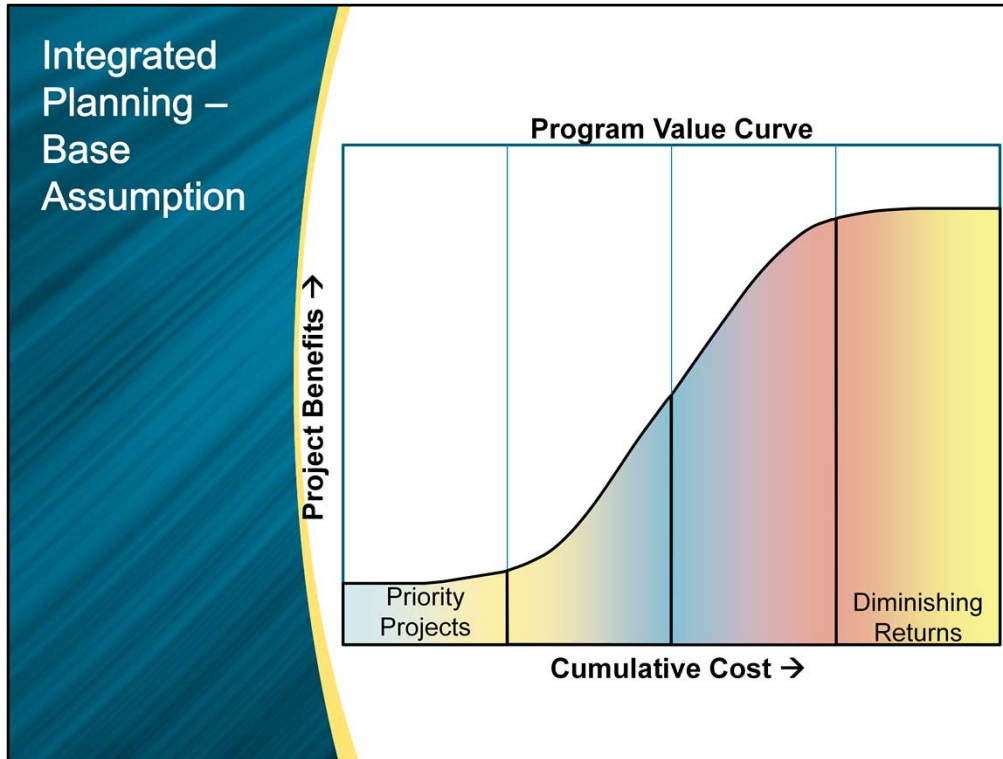 Integrated
Planning –
Base
Assumption
Program Value Curve
Project Benefits →
Priority
Projects
Diminishing
Returns
Cumulative Cost →